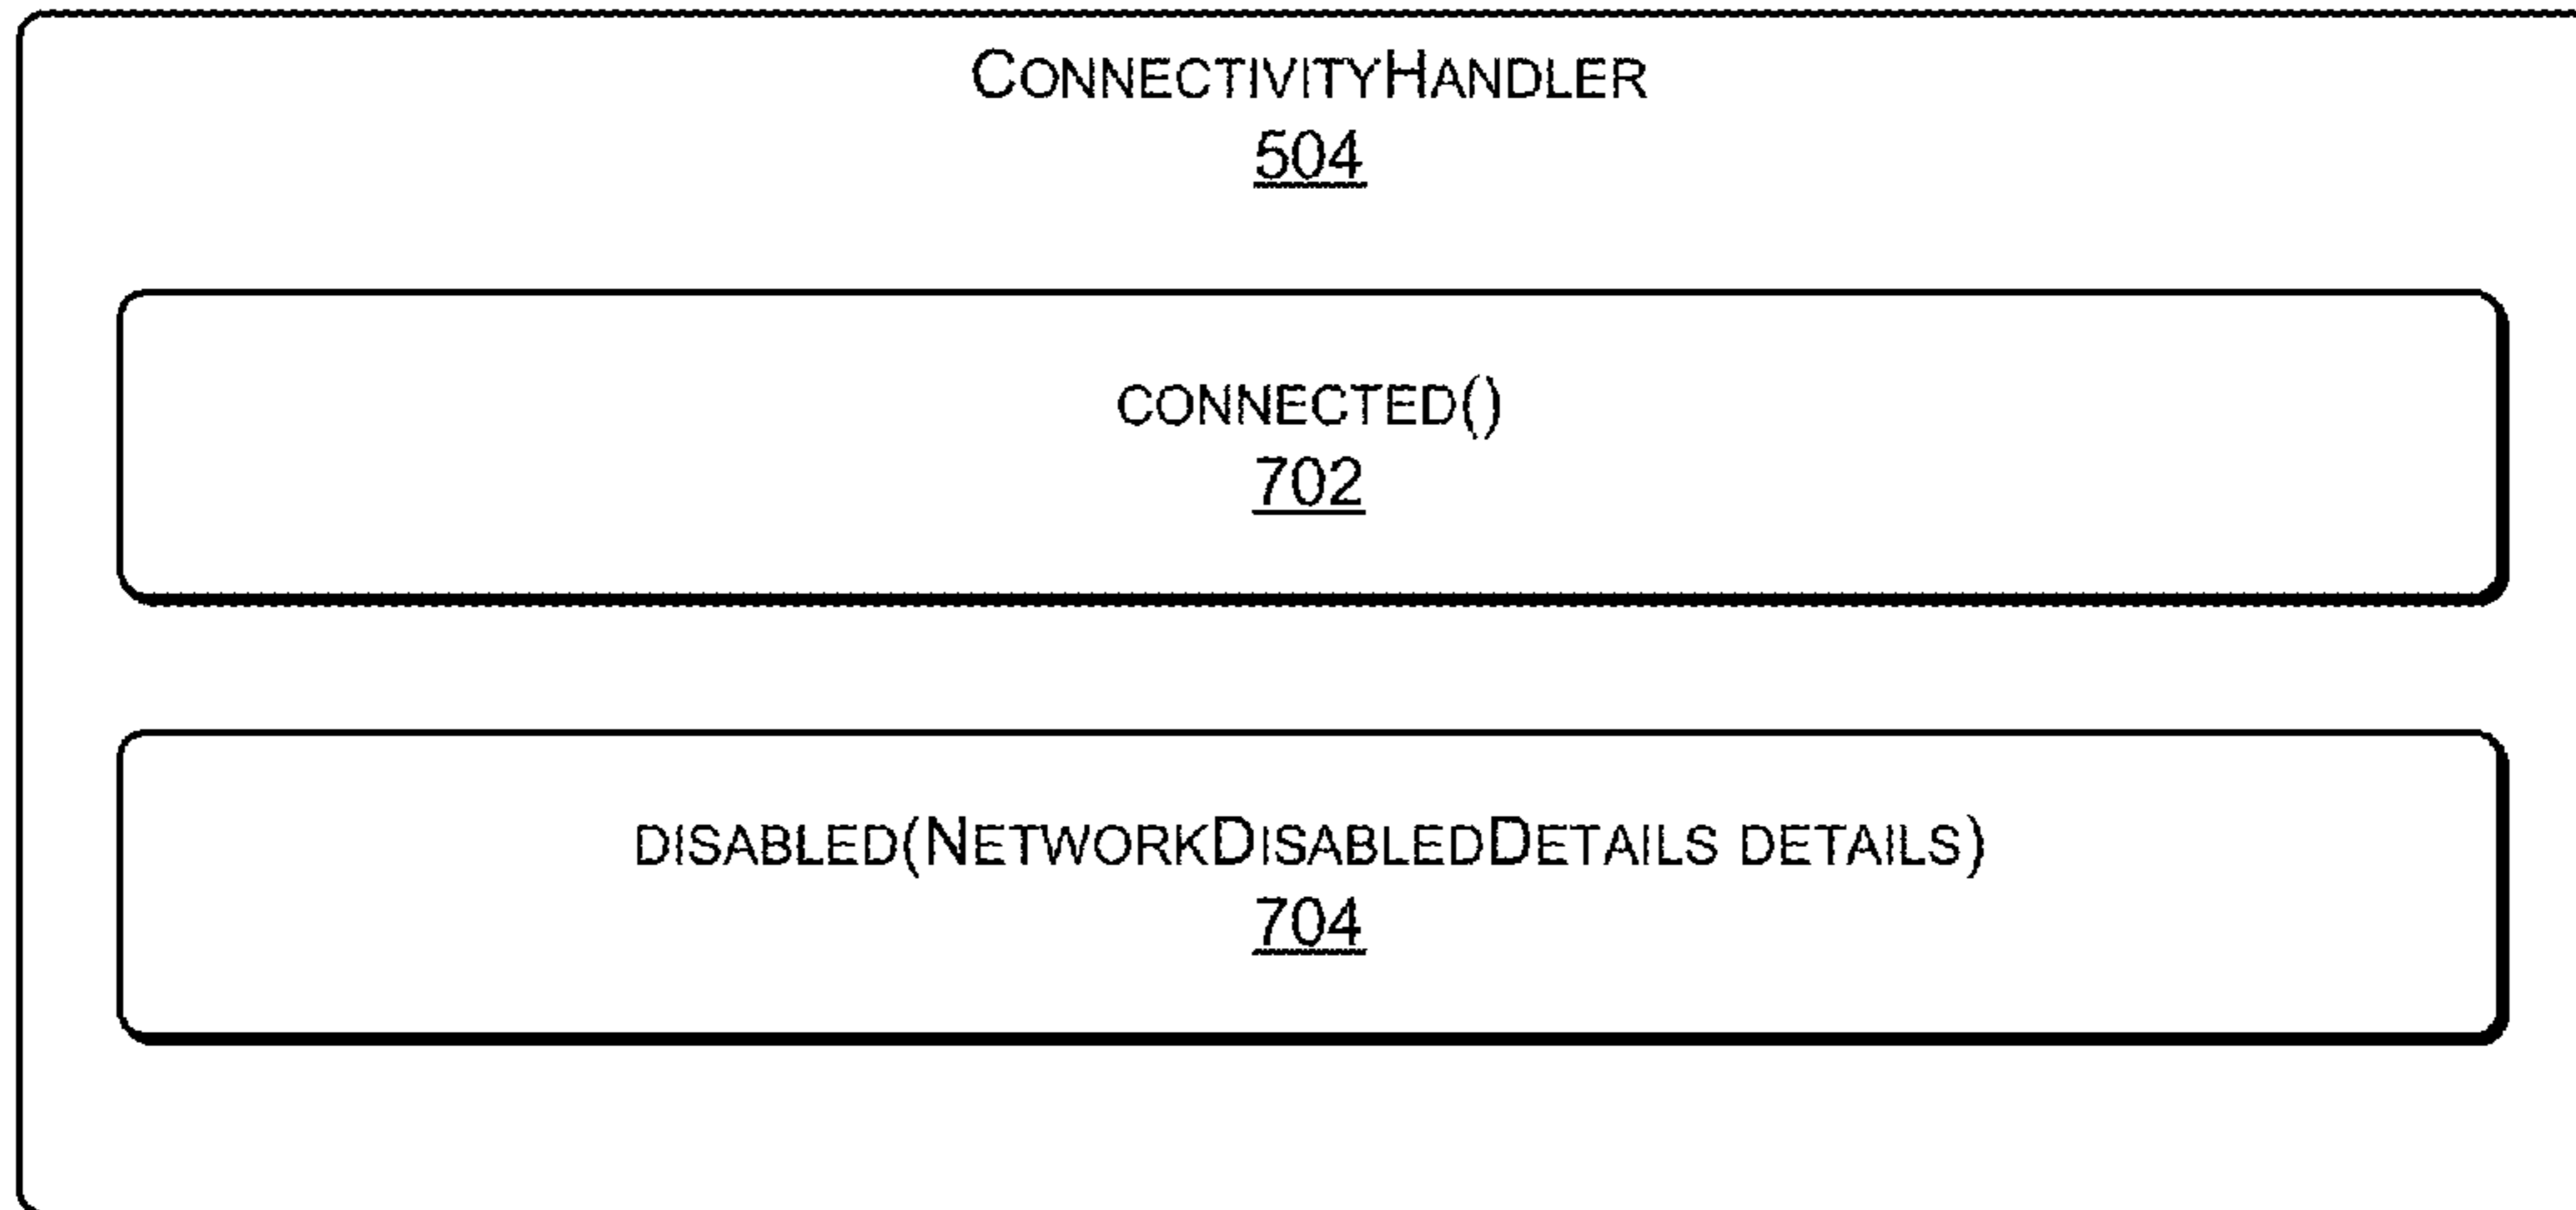 ConnectivityHandler
504
connected()
702
disabled(NetworkDisabledDetails details)
704